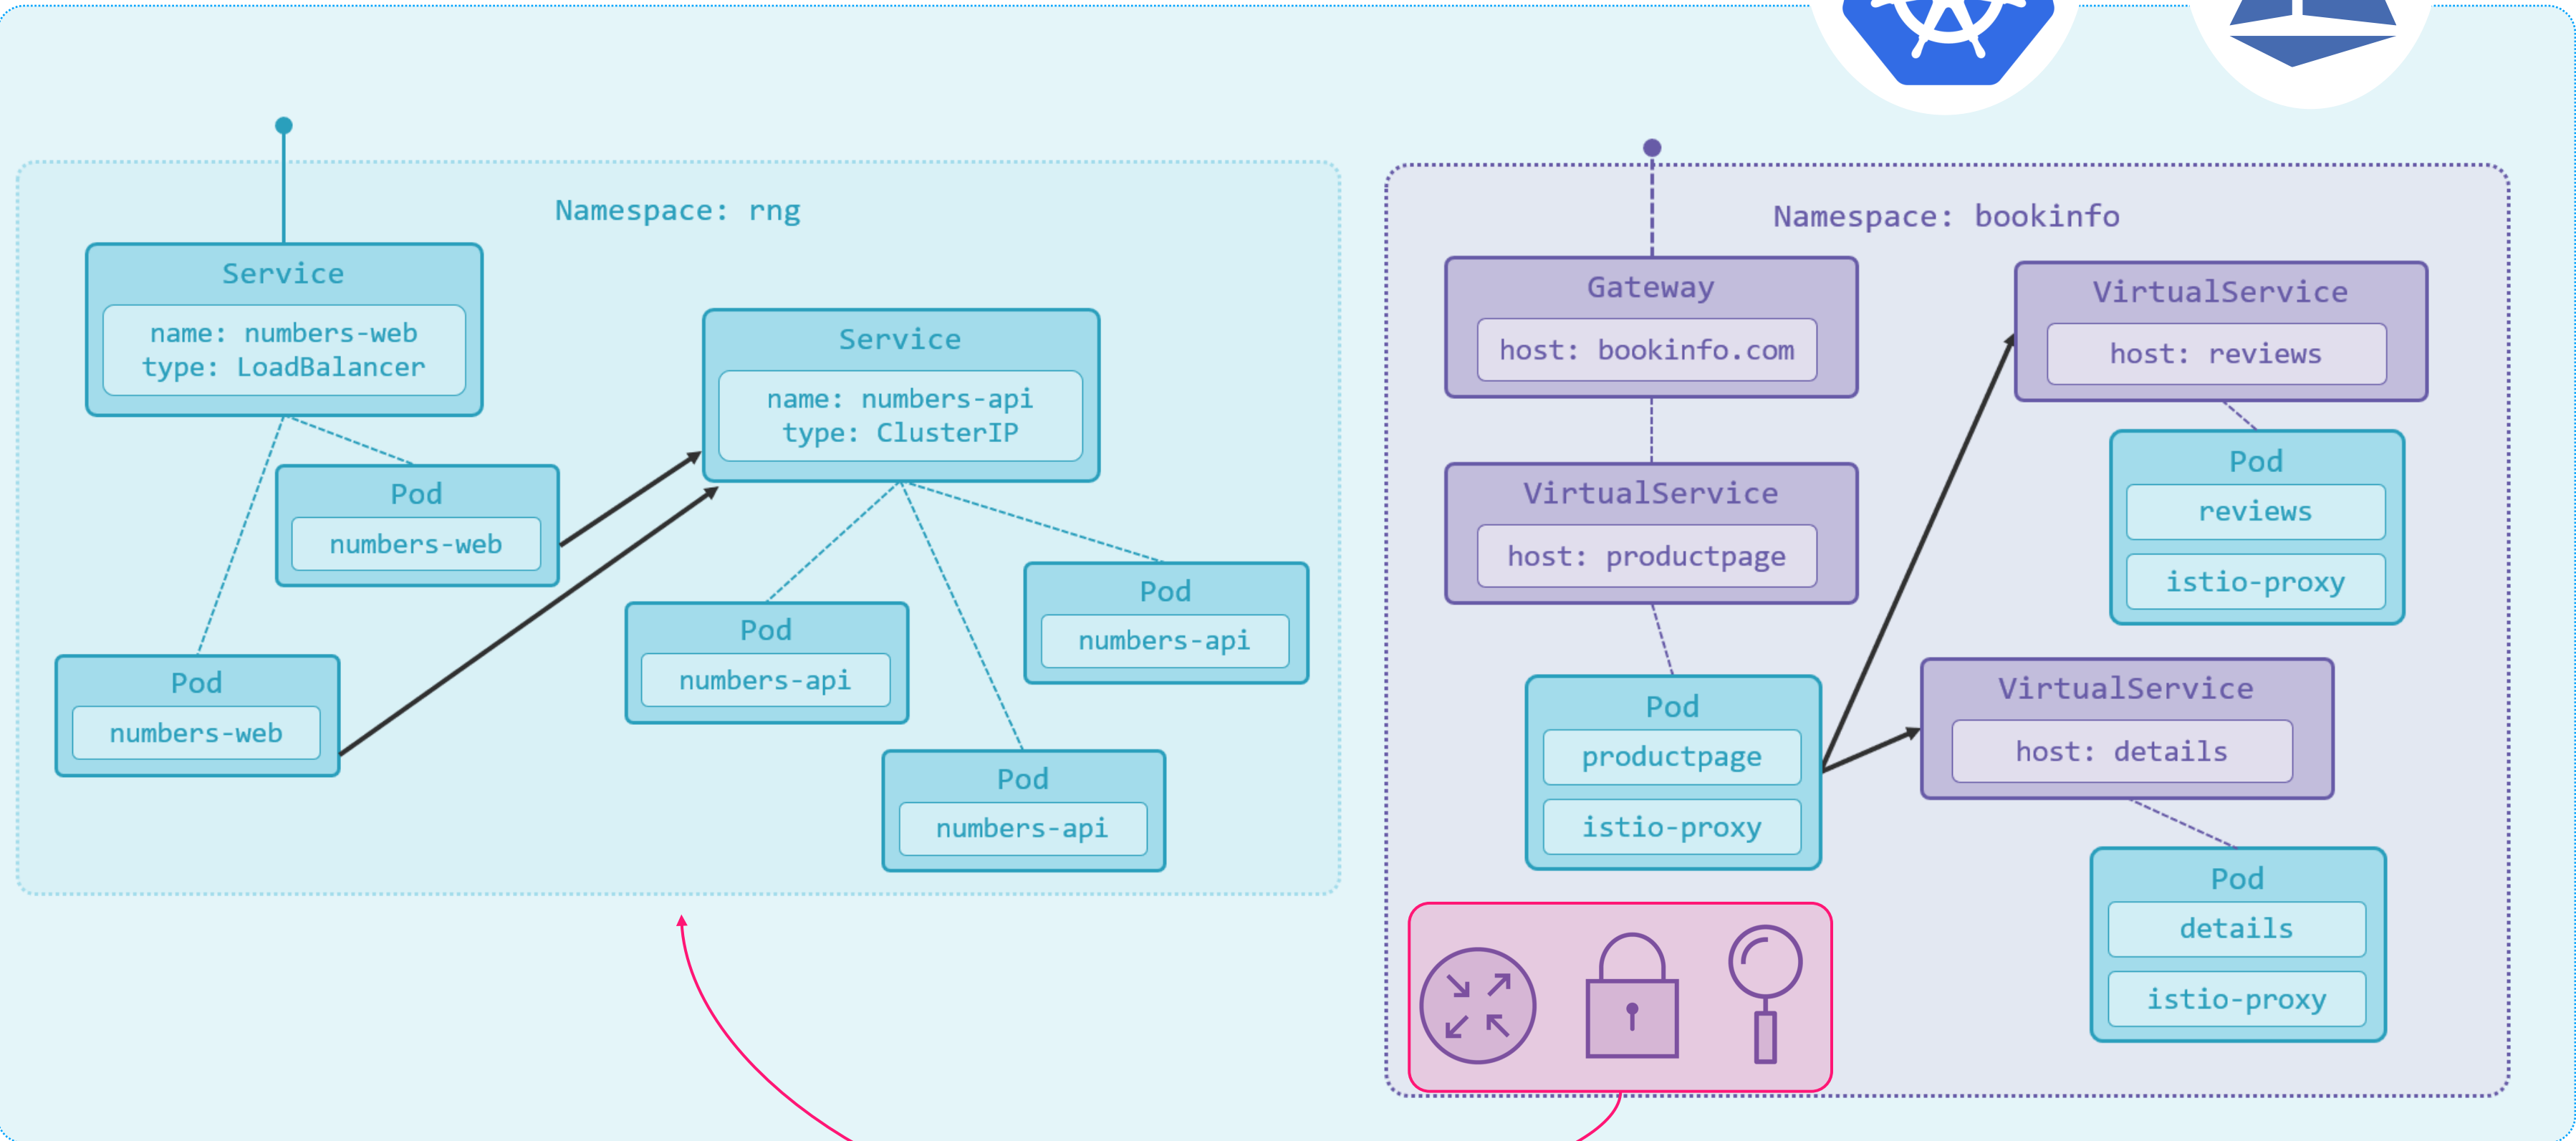 Namespace: rng
Service
name: numbers-web
type: LoadBalancer
Service
name: numbers-api
type: ClusterIP
Pod
numbers-web
Pod
numbers-web
Pod
numbers-api
Pod
numbers-api
Pod
numbers-api
Namespace: bookinfo
Gateway
host: bookinfo.com
VirtualService
host: reviews
VirtualService
host: productpage
Pod
reviews
istio-proxy
Pod
productpage
istio-proxy
VirtualService
host: details
Pod
details
istio-proxy